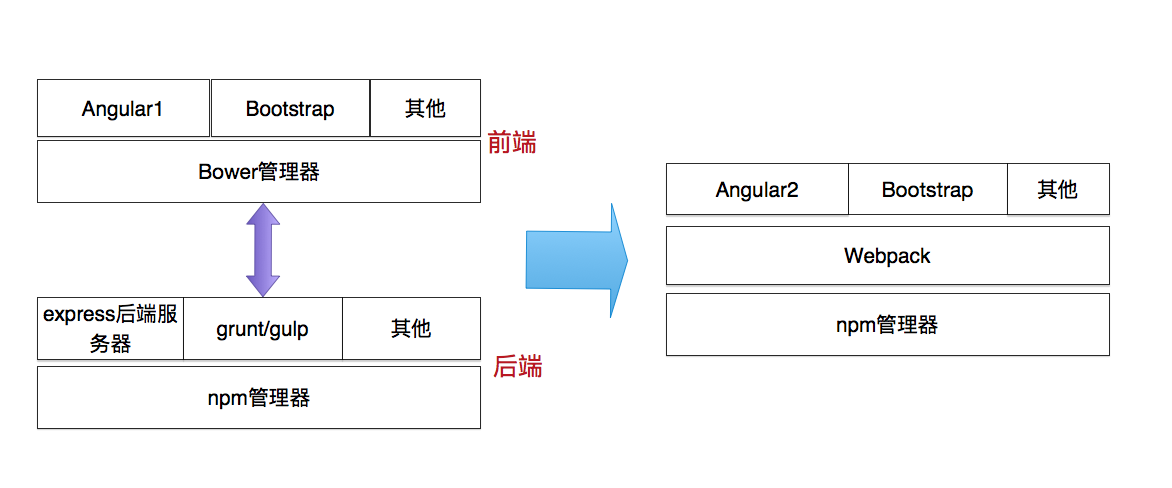 Angular1
Bootstrap
其他
前端
Bower管理器
express后端服
务器
grunt/gulp
其他
后端
npm管理器
Angular2
Bootstrap
其他
Webpack
npm管理器